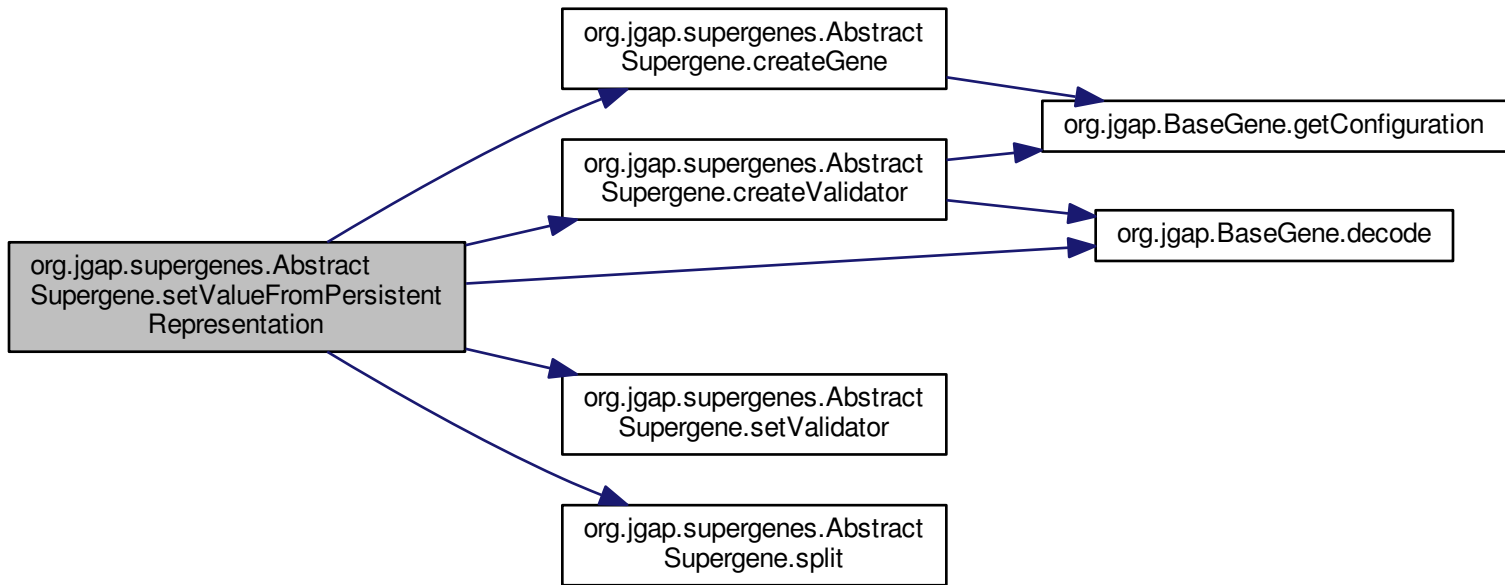 org.jgap.supergenes.Abstract
Supergene.setValueFromPersistent
Representation
org.jgap.supergenes.Abstract
Supergene.createGene
org.jgap.supergenes.Abstract
Supergene.createValidator
org.jgap.BaseGene.getConfiguration
org.jgap.BaseGene.decode
org.jgap.supergenes.Abstract
Supergene.setValidator
org.jgap.supergenes.Abstract
Supergene.split